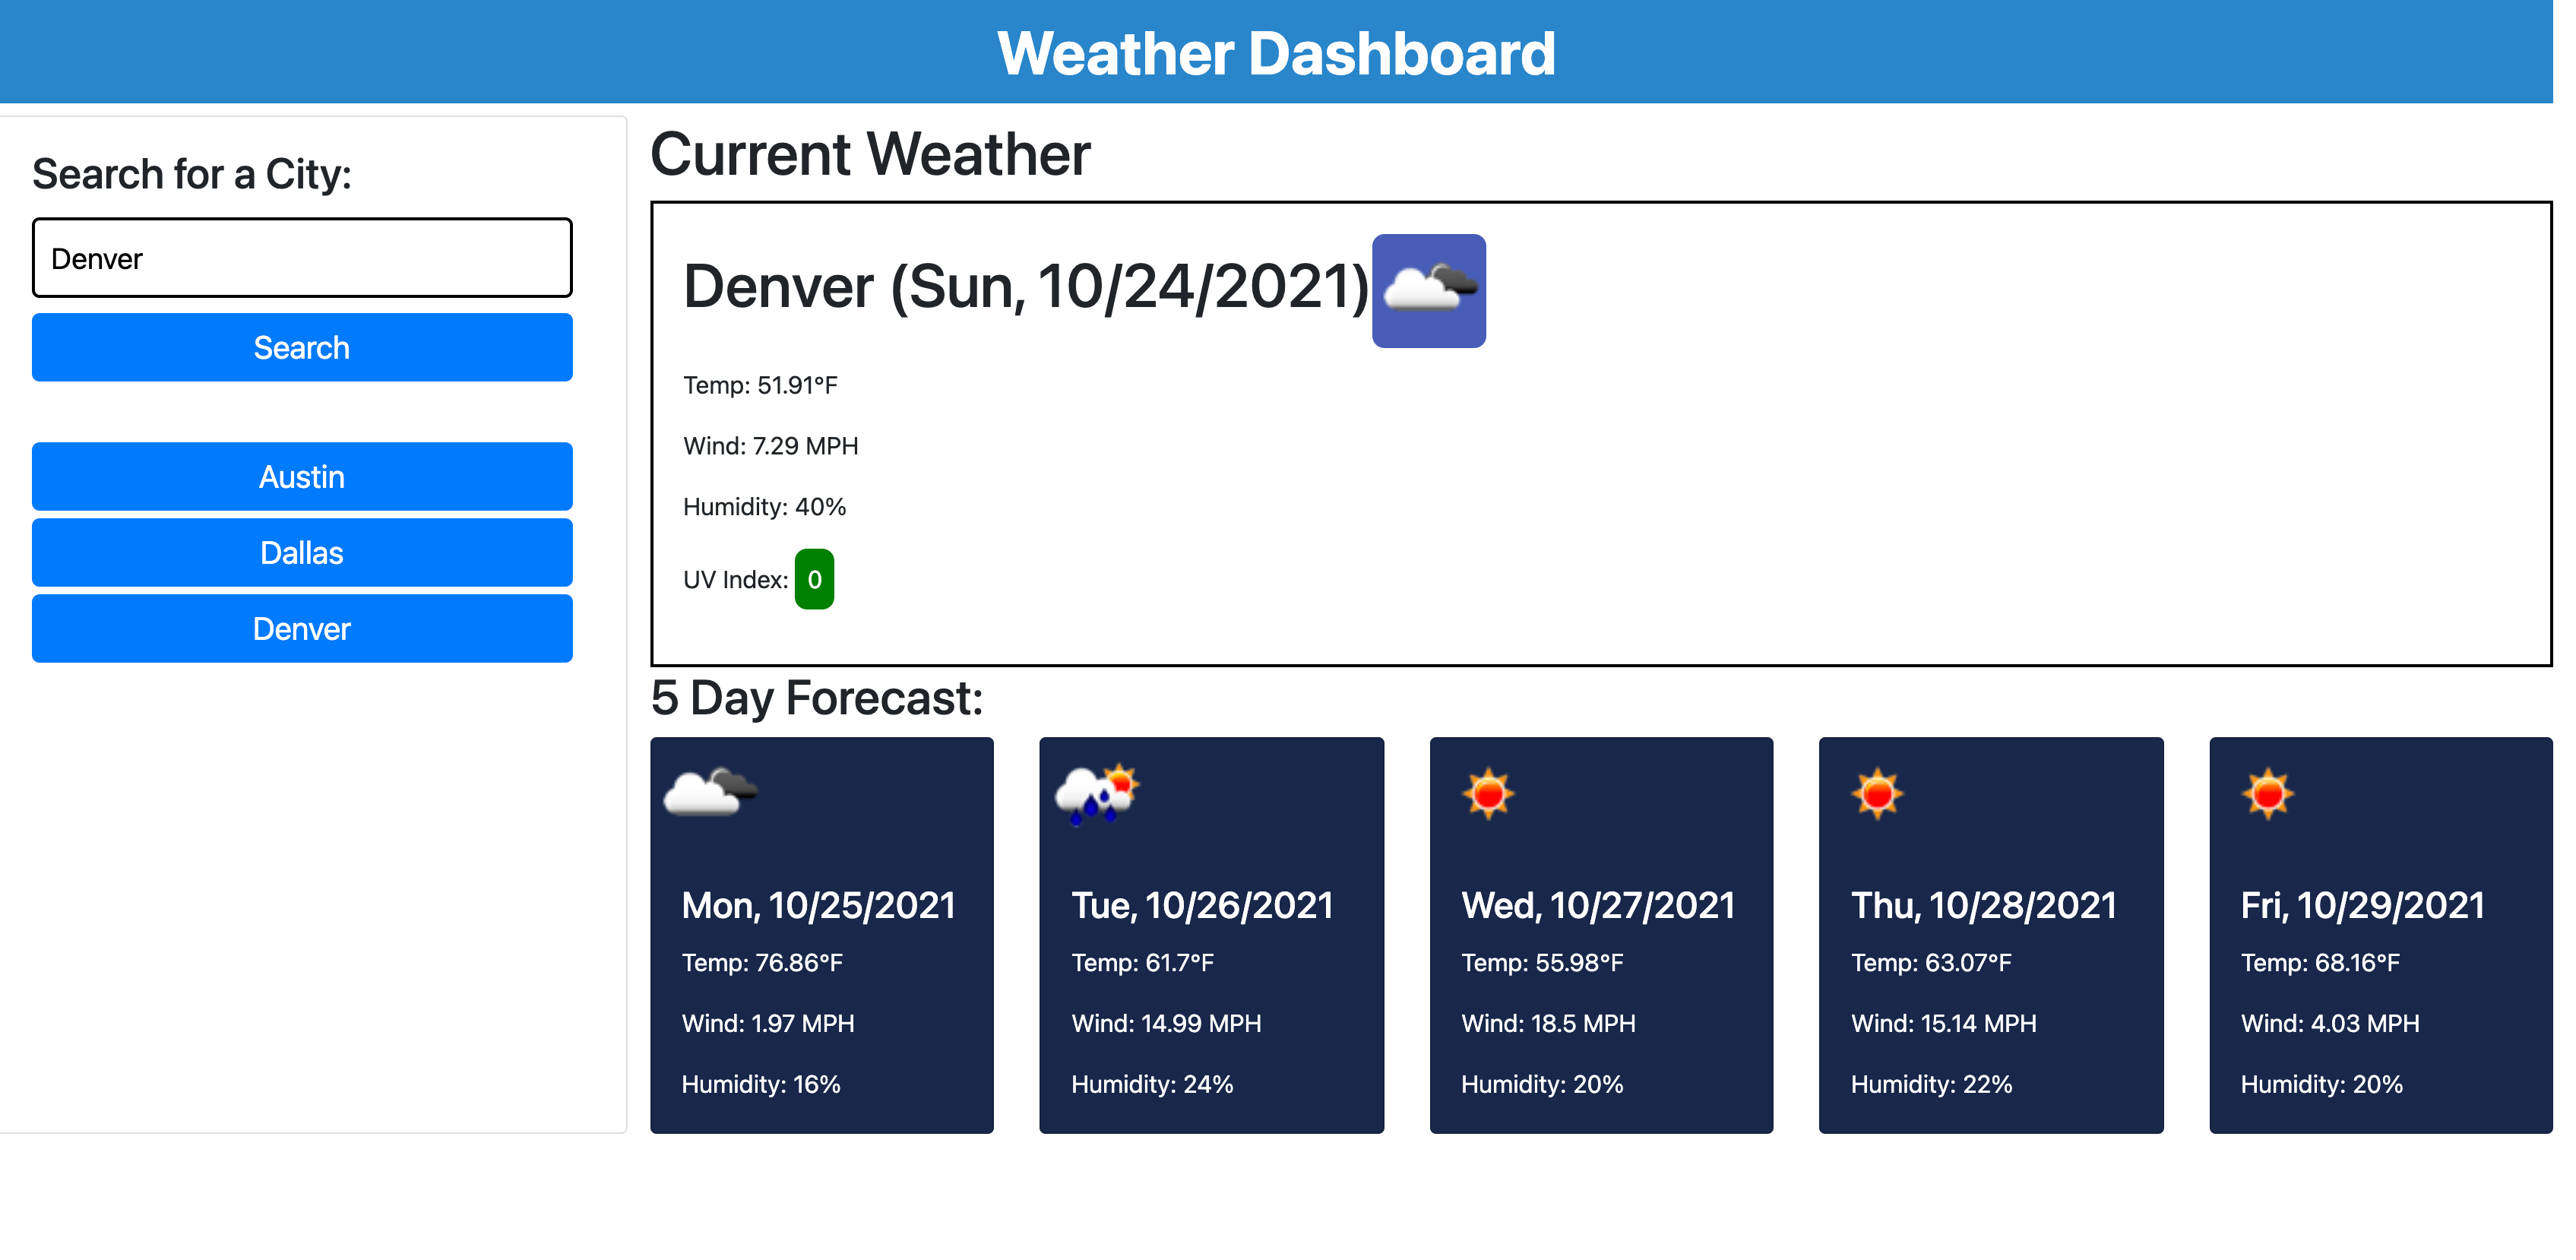 Weather Dashboard
Search for a City:
Denver
Search
Austin
Dallas
Denver
Current Weather
Denver (Sun, 10/24/2021)
Temp: 51.91°F
Wind: 7.29 MPH
Humidity: 40%
UV Index: 0
5 Day Forecast:
Mon, 10/25/2021
Temp: 76.86°F
Wind: 1.97 MPH
Humidity: 16%
Tue, 10/26/2021
Temp: 61.7°F
Wind: 14.99 MPH
Humidity: 24%
Wed, 10/27/2021
Temp: 55.98°F
Wind: 18.5 MPH
Humidity: 20%
Thu, 10/28/2021
Temp: 63.07°F
Wind: 15.14 MPH
Humidity: 22%
Fri, 10/29/2021
Temp: 68.16°F
Wind: 4.03 MPH
Humidity: 20%